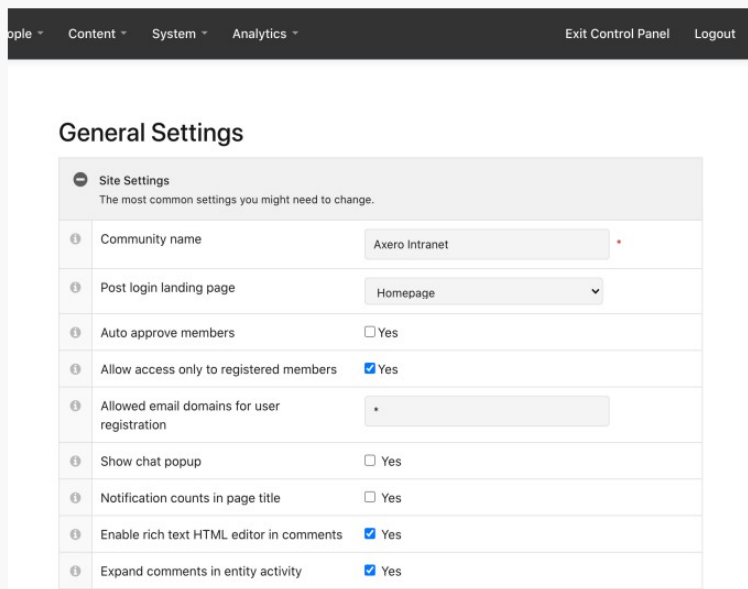 ople Content System Analytics Exit Control Panel Logout
General Settings
Site Settings
The most common settings you might need to change.
Community name Axero Intranet *
Post login landing page Homepage
Auto approve members Yes
Allow access only to registered members Yes
Allowed email domains for user
registration *
Show chat popup Yes
Notification counts in page title Yes
Enable rich text HTML editor in comments Yes
Expand comments in entity activity Yes